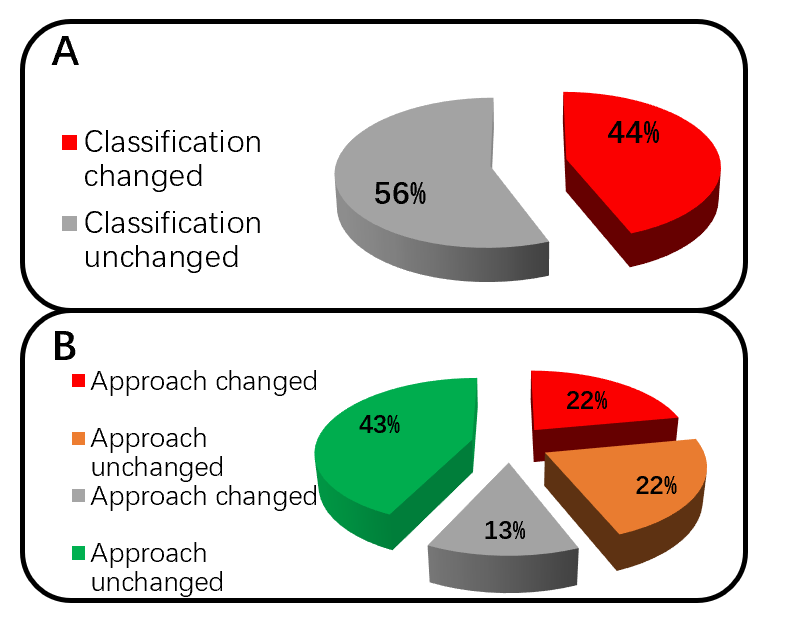 A
Classification
changed
Classification
unchanged
44%
56%
B
Approach changed
Approach
unchanged
Approach changed
Approach
unchanged
43%
22%
22%
13%